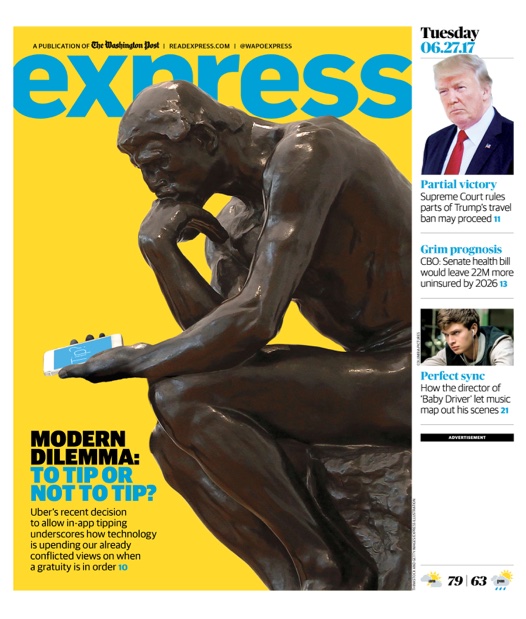 A PUBLICATION OF The Washington Post | READEXPRESS.COM | @WAPOEXPRESS
express
Tuesday
06.27.17
Partial victory
Supreme Court rules
parts of Trump's travel
ban may proceed 11
Grim prognosis
CBO: Senate health bill
would leave 22M more
uninsured by 2026 13
Perfect sync
How the director of
'Baby Driver' let music
map out his scenes 21
ADVERTISEMENT
MODERN
DILEMMA:
TO TIP OR
NOT TO TIP?
Uber's recent decision
to allow in-app tipping
underscores how technology
is upending our already
conflicted views on when
a gratuity is in order 10
am 79 | 63 pm